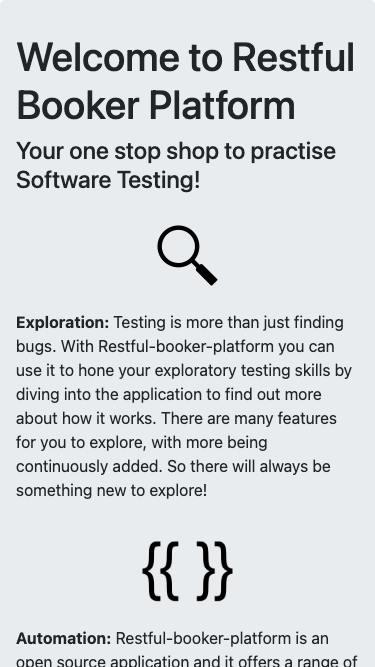 Welcome to Restful
Booker Platform
Your one stop shop to practise
Software Testing!
Exploration: Testing is more than just finding
bugs. With Restful-booker-platform you can
use it to hone your exploratory testing skills by
diving into the application to find out more
about how it works. There are many features
for you to explore, with more being
continuously added. So there will always be
something new to explore!
{{ }}
Automation: Restful-booker-platform is an
open source application and it offers a range of